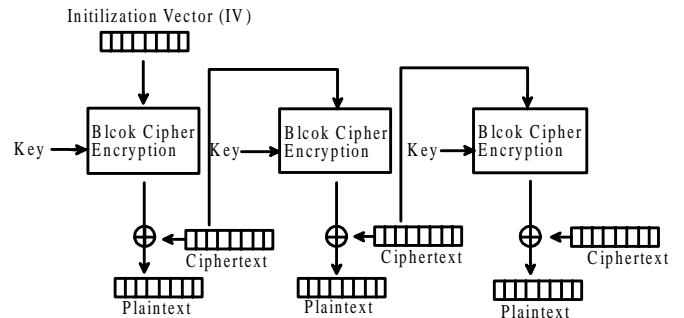 Initilization Vector (IV)
Key
Blcok Cipher
Encryption
Key
Blcok Cipher
Encryption
Key
Blcok Cipher
Encryption
Ciphertext
Ciphertext
Ciphertext
Plaintext
Plaintext
Plaintext